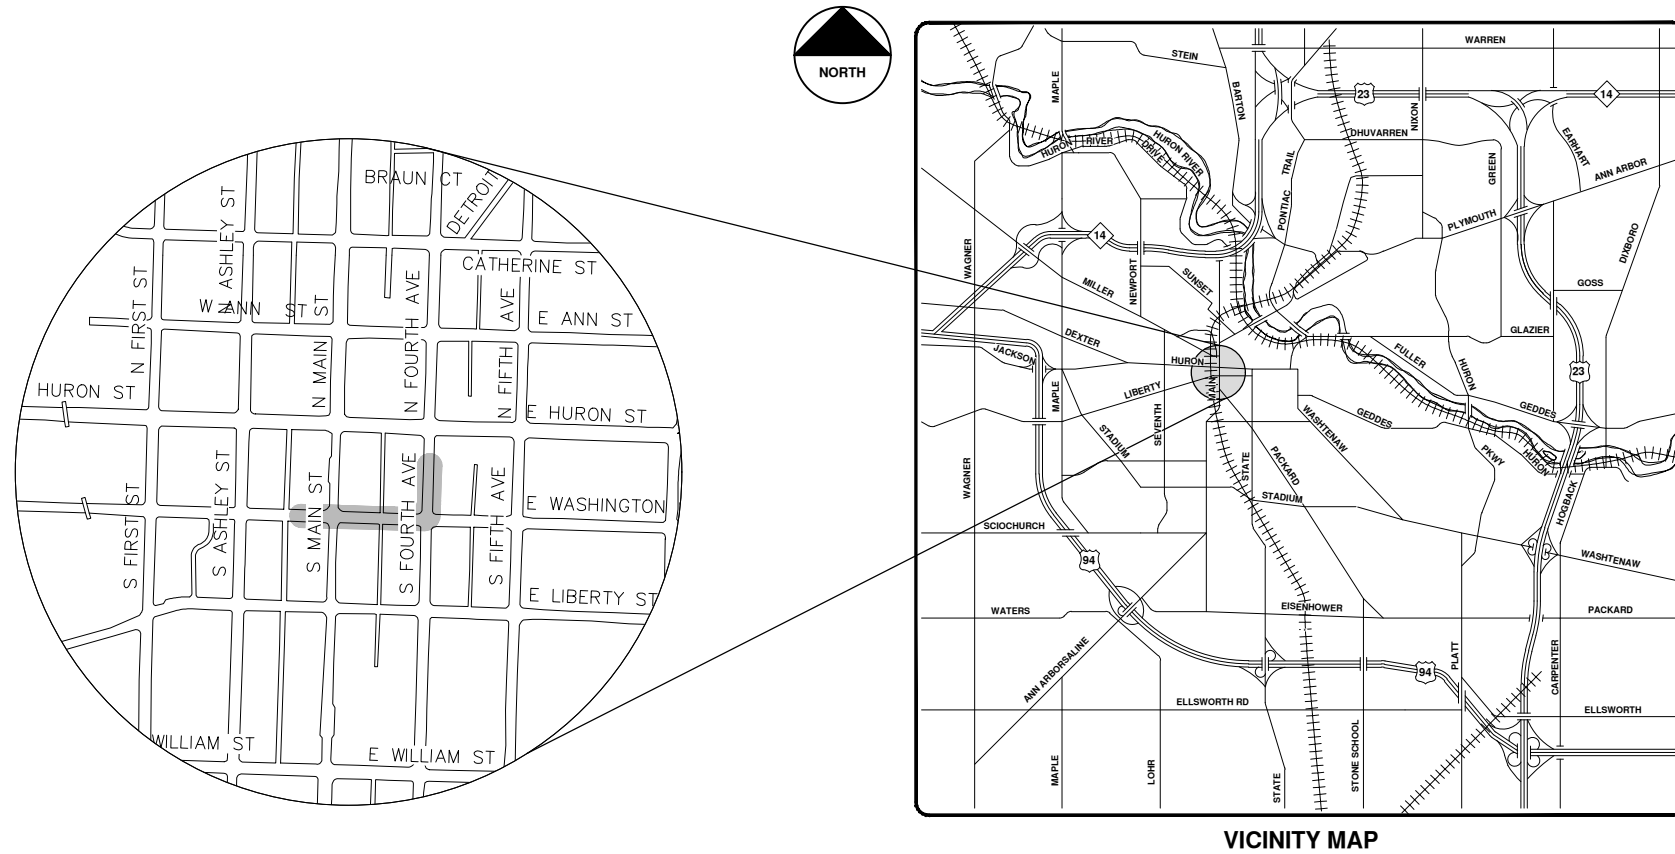 NORTH
BRAUN CT
DETROIT
N ASHLEY ST
CATHERINE ST
N FIRST ST
W ANN ST
N MAIN ST
N FOURTH AVE
N FIFTH AVE
E ANN ST
HURON ST
E HURON ST
S FIRST ST
S ASHLEY ST
S MAIN ST
S FOURTH AVE
S FIFTH AVE
E WASHINGTON
E LIBERTY ST
WILLIAM ST
E WILLIAM ST
WARREN
STEIN
MAPLE
BARTON
23
NIXON
14
DHUVARREN
EARHART
HURON RIVER DRIVE
HURON RIVER
PONTIAC TRAIL
GREEN
ANN ARBOR
PLYMOUTH
DIXBORO
WAGNER
14
NEWPORT
SUNSET
MILLER
GOSS
DEXTER
GLAZIER
JACKSON
HURON
FULLER
HURON
23
MAPLE
LIBERTY
MAIN
SEVENTH
STADIUM
WASHTENAW
GEDDES
GEDDES
WAGNER
STATE
PACKARD
PKWY
HURON
STADIUM
HOGBACK
SCIOCHURCH
94
WASHTENAW
WATERS
EISENHOWER
PACKARD
ANN ARBORSALINE
PLATT
94
CARPENTER
ELLSWORTH RD
ELLSWORTH
MAPLE
LOHR
STATE
STONE SCHOOL
VICINITY MAP